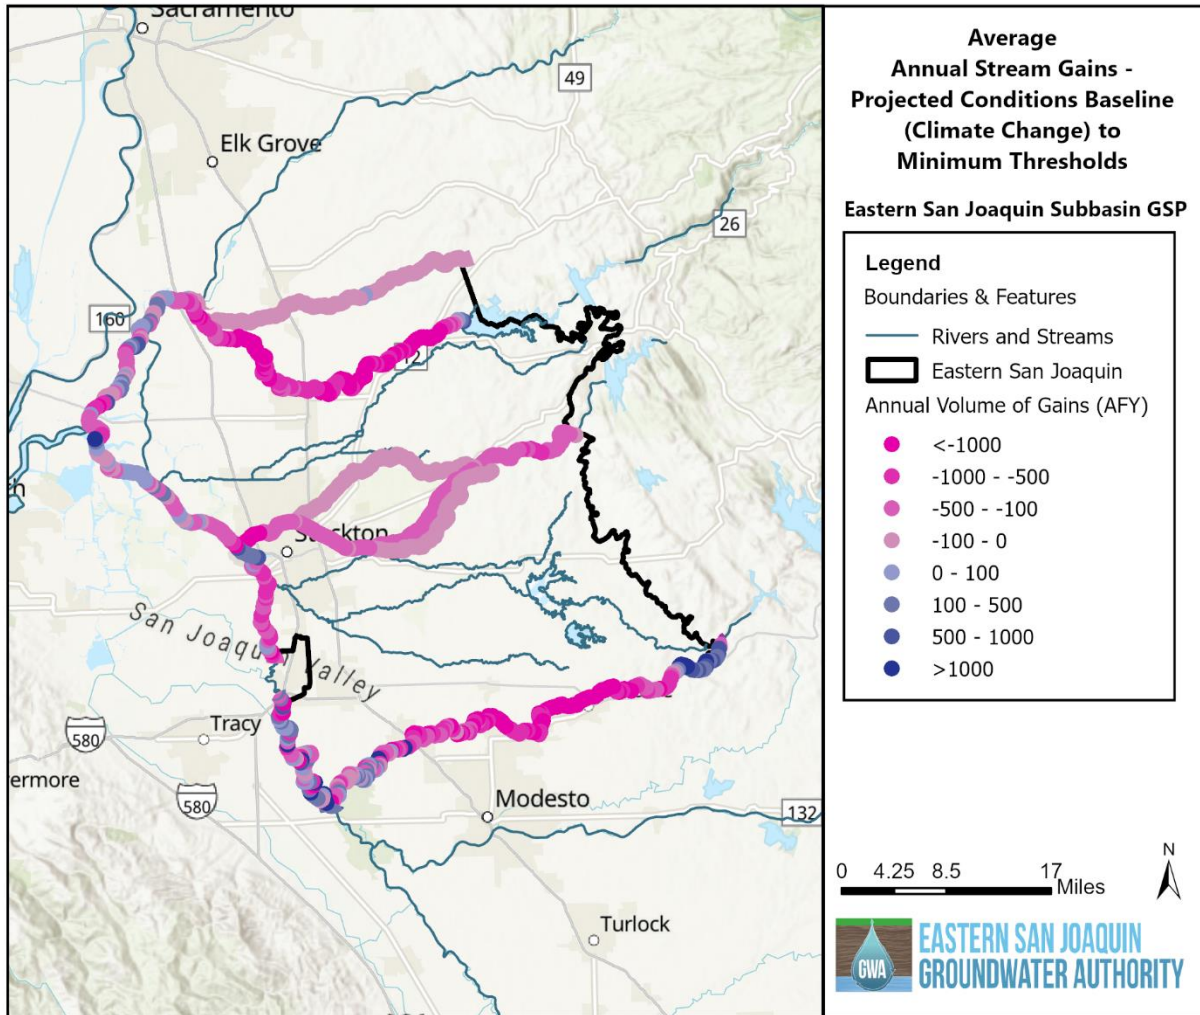 Sacramento
49
Elk Grove
26
160
12
Stockton
San Joaquin Valley
Tracy
580
ermore
580
Modesto
132
Turlock
Average
Annual Stream Gains -
Projected Conditions Baseline
(Climate Change) to
Minimum Thresholds
Eastern San Joaquin Subbasin GSP
Legend
Boundaries & Features
Rivers and Streams
Eastern San Joaquin
Annual Volume of Gains (AFY)
<-1000
-1000 - -500
-500 - -100
-100 - 0
0 - 100
100 - 500
500 - 1000
>1000
N
0 4.25 8.5 17
Miles
GWA
EASTERN SAN JOAQUIN
GROUNDWATER AUTHORITY